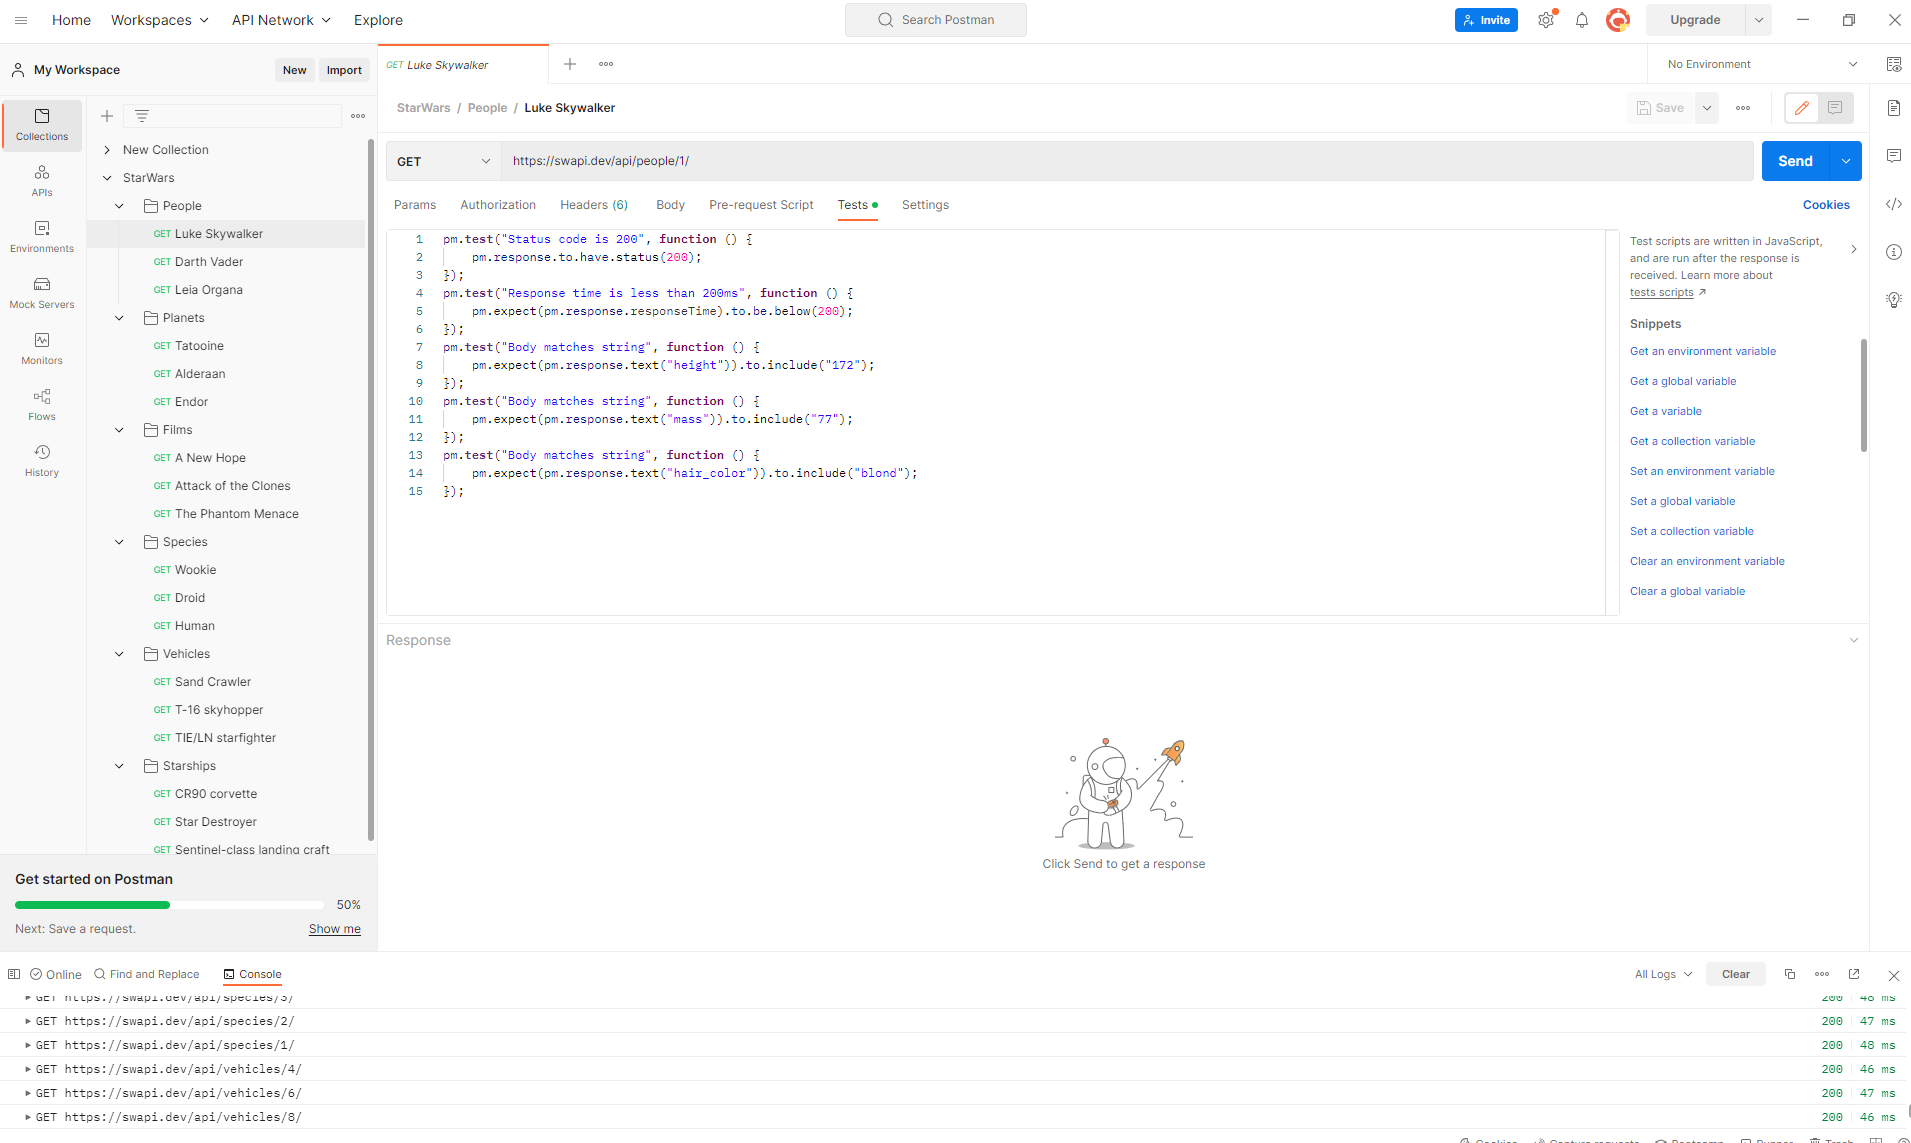 Home Workspaces API Network Explore Search Postman Invite Upgrade
My Workspace New Import
GET Luke Skywalker No Environment
StarWars / People / Luke Skywalker Save
Collections
APIs
Environments
Mock Servers
Monitors
Flows
History
New Collection
StarWars
People
GET Luke Skywalker
GET Darth Vader
GET Leia Organa
Planets
GET Tatooine
GET Alderaan
GET Endor
Films
GET A New Hope
GET Attack of the Clones
GET The Phantom Menace
Species
GET Wookie
GET Droid
GET Human
Vehicles
GET Sand Crawler
GET T-16 skyhopper
GET TIE/LN starfighter
Starships
GET CR90 corvette
GET Star Destroyer
GET Sentinel-class landing craft
Get started on Postman
50%
Next: Save a request. Show me
GET https://swapi.dev/api/people/1/ Send
Params Authorization Headers (6) Body Pre-request Script Tests Settings Cookies
1 pm.test("Status code is 200", function () {
2 pm.response.to.have.status(200);
3 });
4 pm.test("Response time is less than 200ms", function () {
5 pm.expect(pm.response.responseTime).to.be.below(200);
6 });
7 pm.test("Body matches string", function () {
8 pm.expect(pm.response.text("height")).to.include("172");
9 });
10 pm.test("Body matches string", function () {
11 pm.expect(pm.response.text("mass")).to.include("77");
12 });
13 pm.test("Body matches string", function () {
14 pm.expect(pm.response.text("hair_color")).to.include("blond");
15 });
Test scripts are written in JavaScript,
and are run after the response is
received. Learn more about
tests scripts
Snippets
Get an environment variable
Get a global variable
Get a variable
Get a collection variable
Set an environment variable
Set a global variable
Set a collection variable
Clear an environment variable
Clear a global variable
Response
Click Send to get a response
Online Find and Replace Console All Logs Clear
GET https://swapi.dev/api/species/3/ 200 48 ms
GET https://swapi.dev/api/species/2/ 200 47 ms
GET https://swapi.dev/api/species/1/ 200 48 ms
GET https://swapi.dev/api/vehicles/4/ 200 46 ms
GET https://swapi.dev/api/vehicles/6/ 200 47 ms
GET https://swapi.dev/api/vehicles/8/ 200 46 ms
Cookies Capture requests Bootcamp Runner Trash